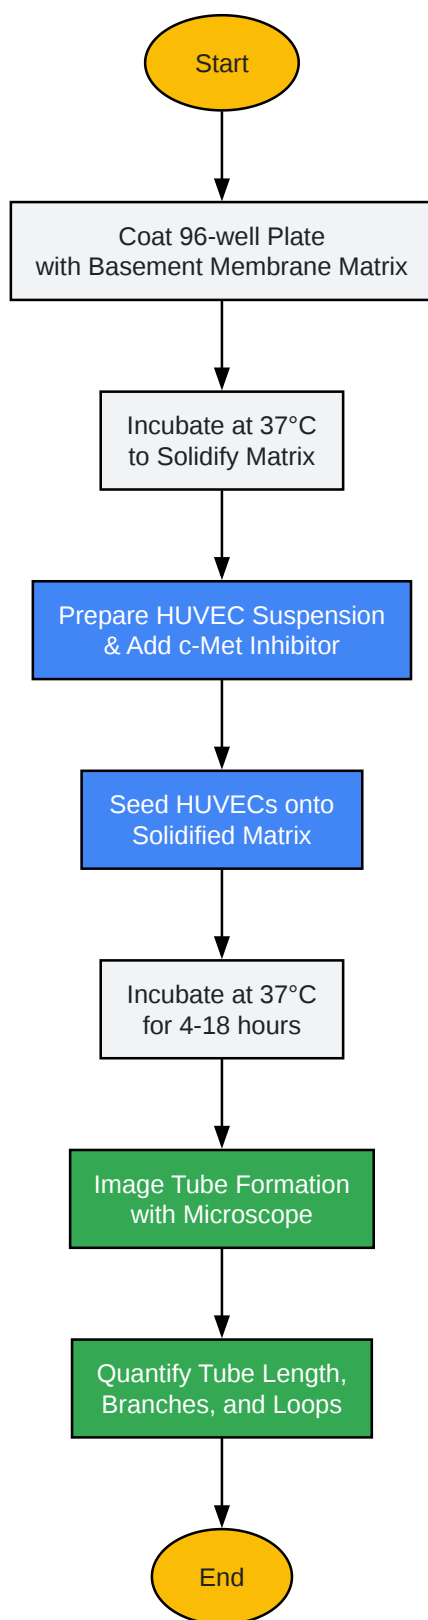 Start
Coat 96-well Plate
with Basement Membrane Matrix
Incubate at 37°C
to Solidify Matrix
Prepare HUVEC Suspension
& Add c-Met Inhibitor
Seed HUVECs onto
Solidified Matrix
Incubate at 37°C
for 4-18 hours
Image Tube Formation
with Microscope
Quantify Tube Length,
Branches, and Loops
End